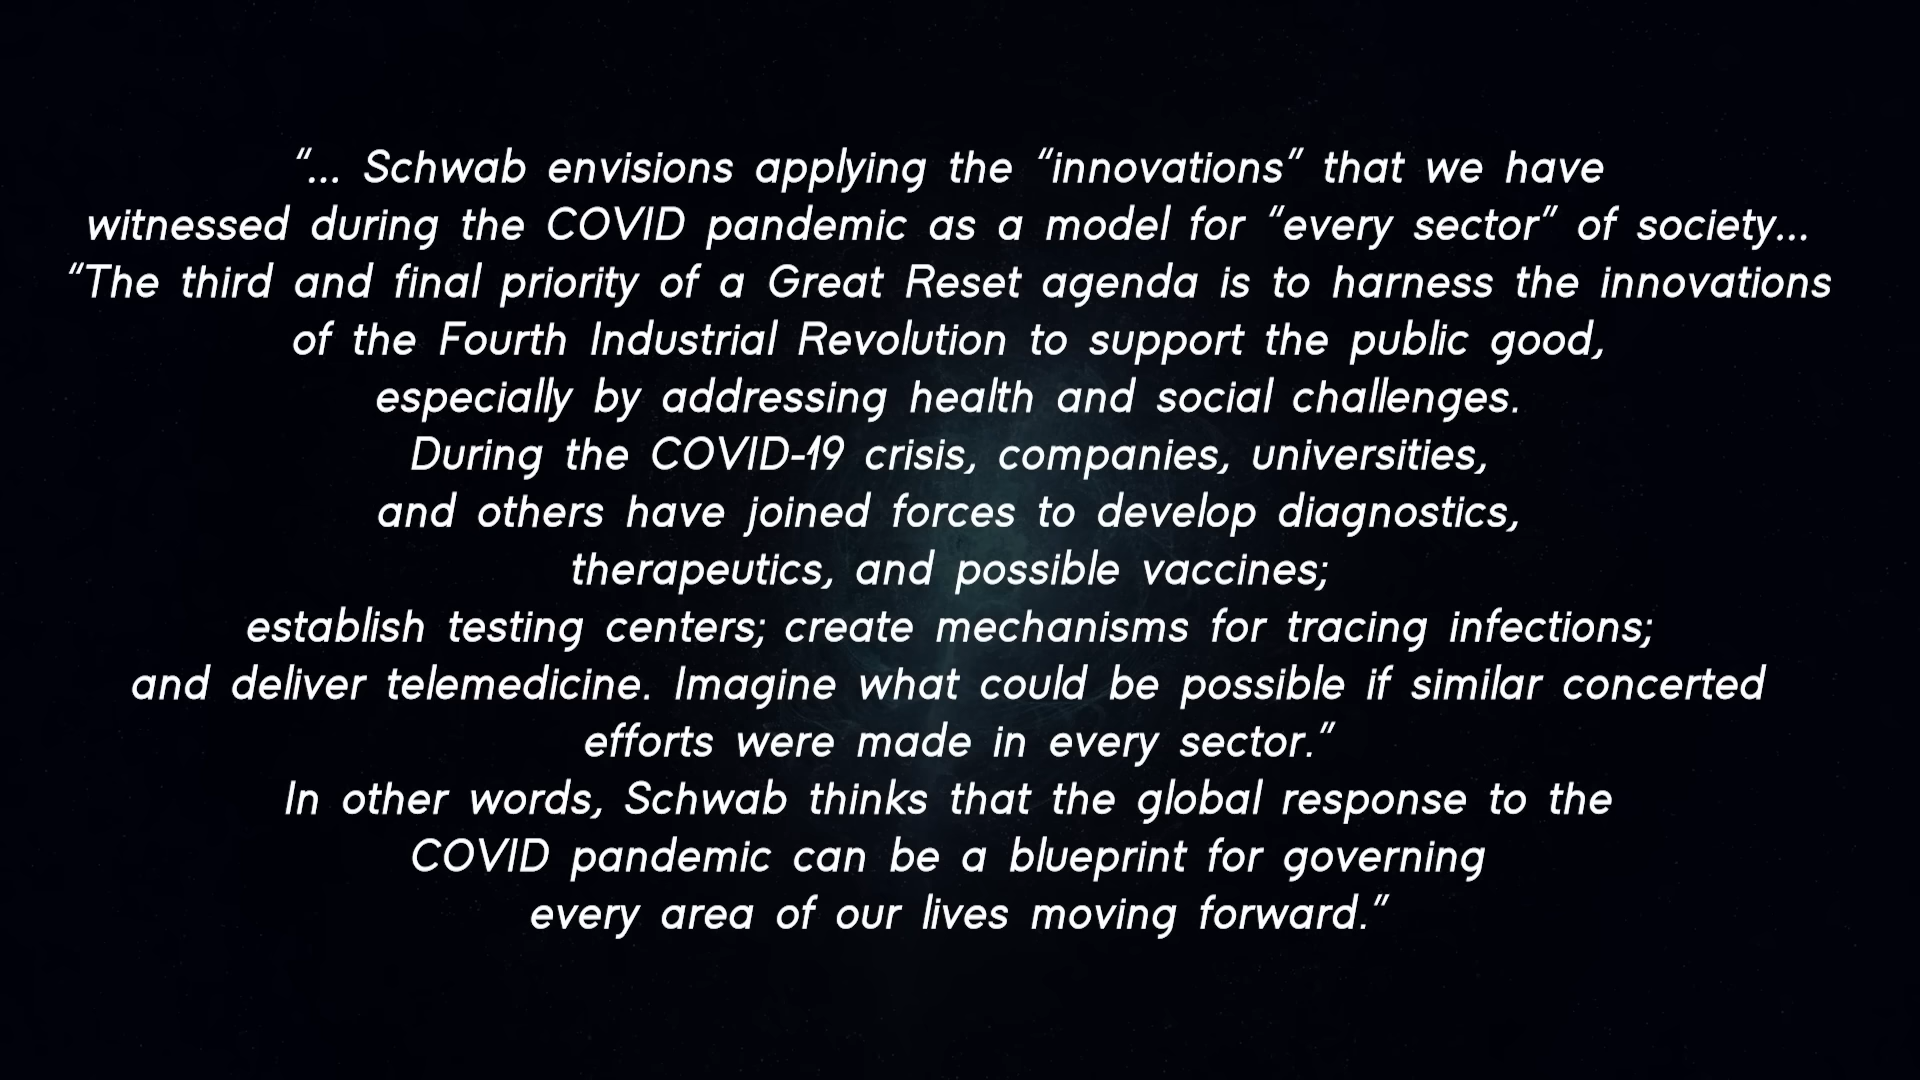 “... Schwab envisions applying the “innovations” that we have
witnessed during the COVID pandemic as a model for “every sector” of society...
“The third and final priority of a Great Reset agenda is to harness the innovations
of the Fourth Industrial Revolution to support the public good,
especially by addressing health and social challenges.
During the COVID-19 crisis, companies, universities,
and others have joined forces to develop diagnostics,
therapeutics, and possible vaccines;
establish testing centers; create mechanisms for tracing infections;
and deliver telemedicine. Imagine what could be possible if similar concerted
efforts were made in every sector.”
In other words, Schwab thinks that the global response to the
COVID pandemic can be a blueprint for governing
every area of our lives moving forward.”